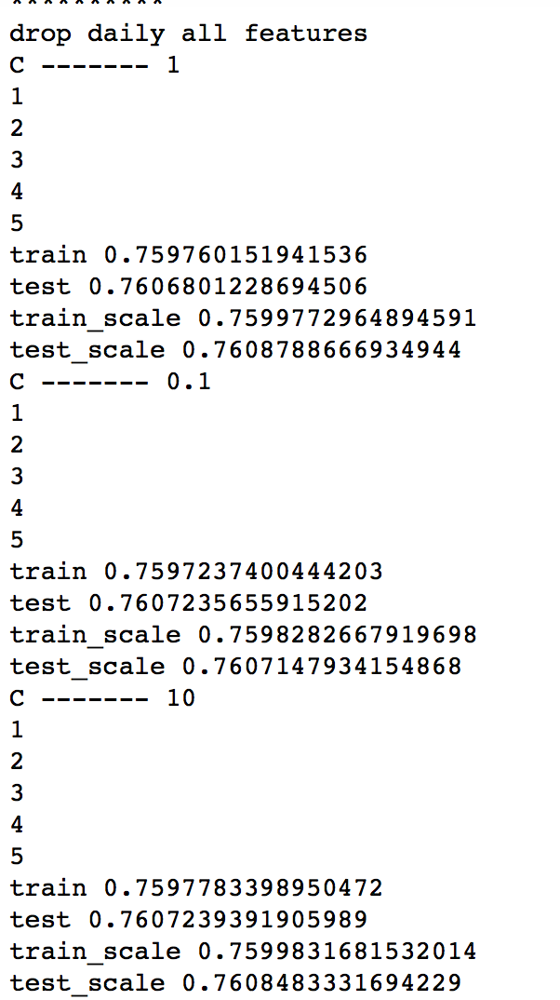 **********
drop daily all features
C ------- 1
1
2
3
4
5
train 0.759760151941536
test 0.7606801228694506
train_scale 0.7599772964894591
test_scale 0.7608788666934944
C ------- 0.1
1
2
3
4
5
train 0.7597237400444203
test 0.7607235655915202
train_scale 0.7598282667919698
test_scale 0.7607147934154868
C ------- 10
1
2
3
4
5
train 0.7597783398950472
test 0.7607239391905989
train_scale 0.7599831681532014
test_scale 0.7608483331694229